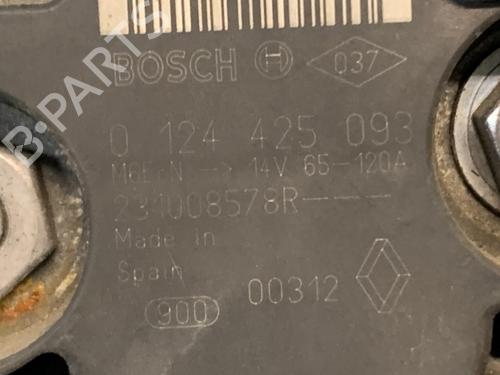 BOSCH 037
0 124 425 093
14V 65-120A
231008578R----
Made in
Spain
900 00312
B-PARTS